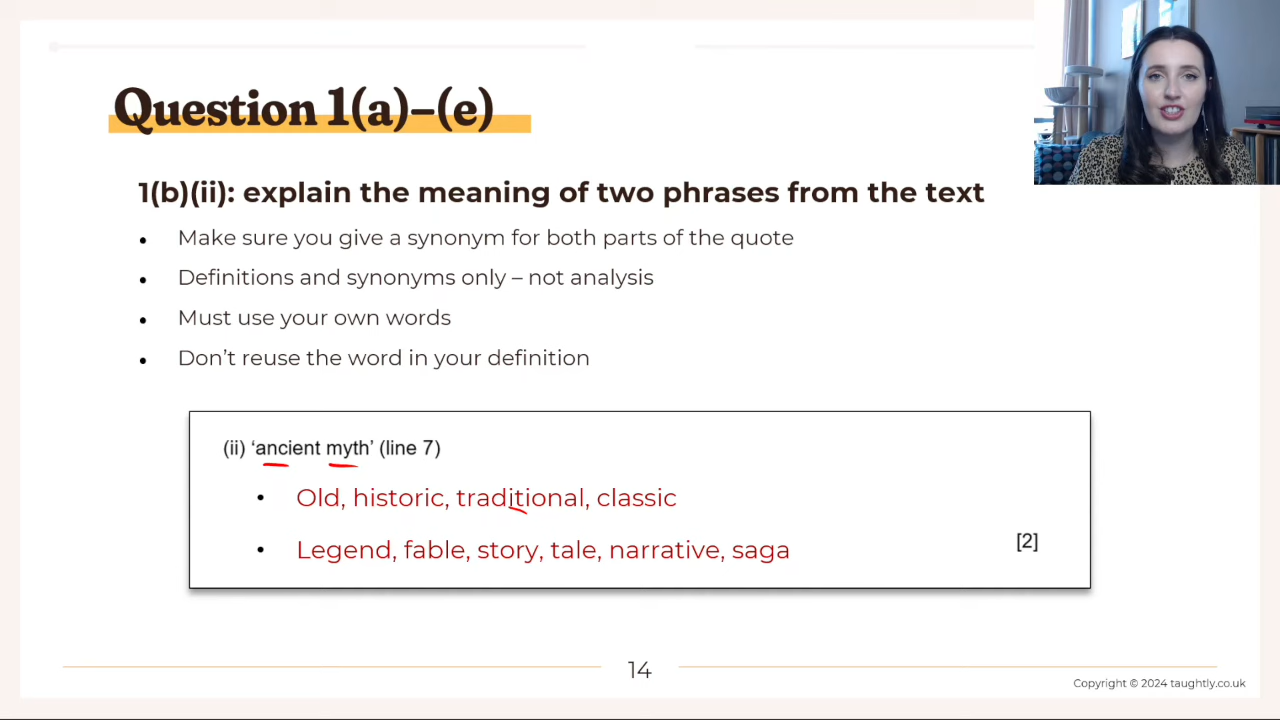 Question 1(a)–(e)
1(b)(ii): explain the meaning of two phrases from the text
• Make sure you give a synonym for both parts of the quote
• Definitions and synonyms only – not analysis
• Must use your own words
• Don’t reuse the word in your definition
(ii) ‘ancient myth’ (line 7)
• Old, historic, traditional, classic
• Legend, fable, story, tale, narrative, saga
[2]
14
Copyright © 2024 taughtly.co.uk